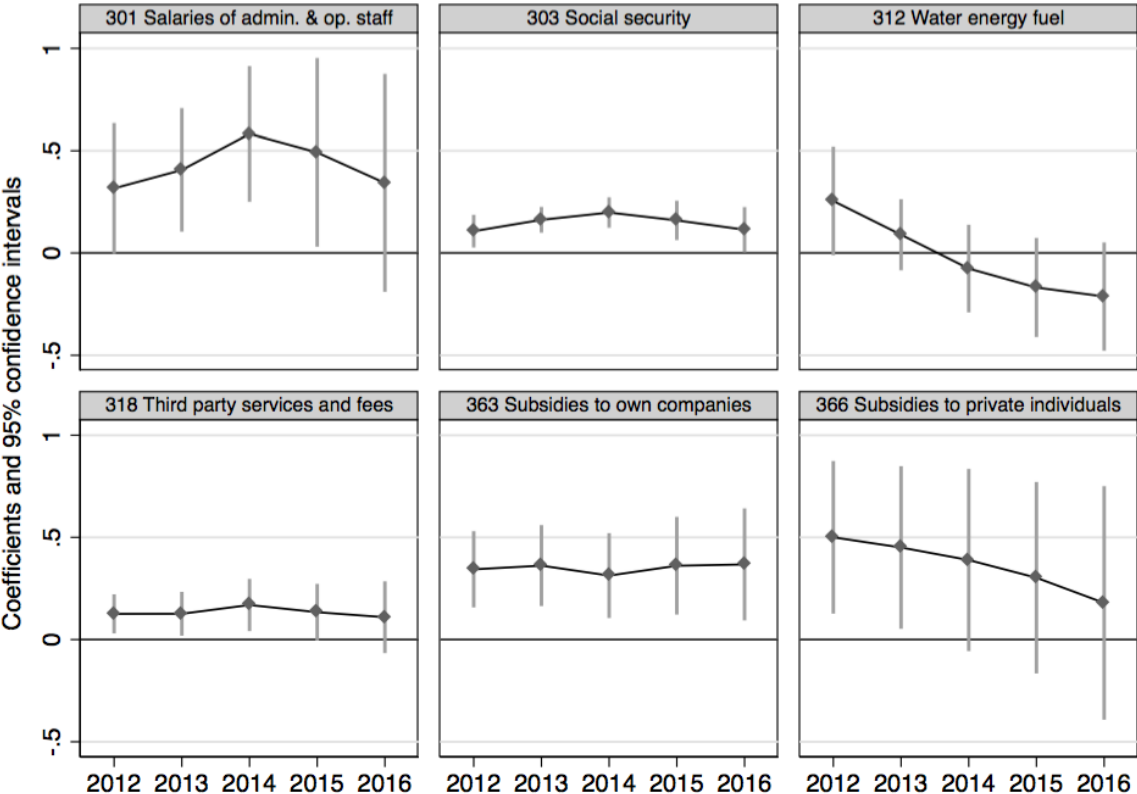 301 Salaries of admin. & op. staff
303 Social security
312 Water energy fuel
1
.5
0
-.5
318 Third party services and fees
363 Subsidies to own companies
366 Subsidies to private individuals
1
.5
0
-.5
2012 2013 2014 2015 2016
2012 2013 2014 2015 2016
2012 2013 2014 2015 2016
Coefficients and 95% confidence intervals